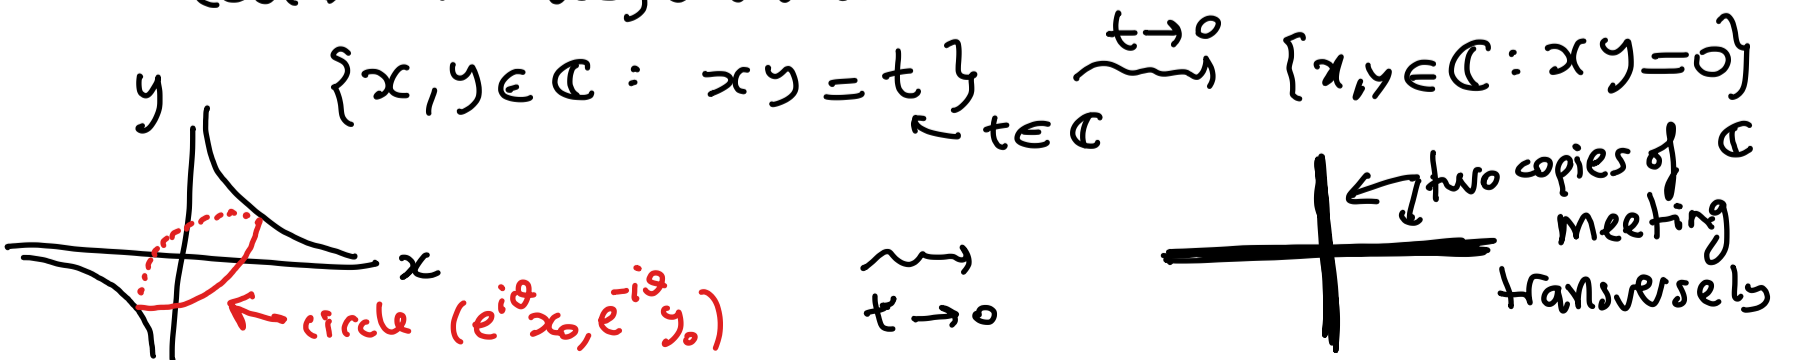 {x,y∈ℂ : xy=t} t→0 {x,y∈ℂ: xy=0}
y
t∈ℂ
two copies of ℂ
meeting
transversely
x
circle (e^{iθ}x₀, e^{-iθ}y₀)
t→0